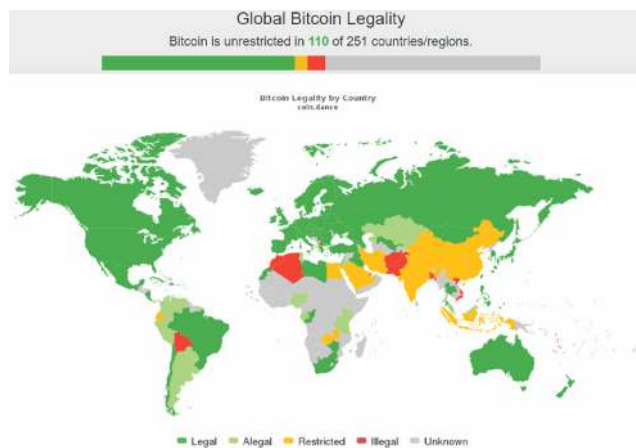 Global Bitcoin Legality
Bitcoin is unrestricted in 110 of 251 countries/regions.
Bitcoin Legality by Country
coin.dance
Legal Alegal Restricted Illegal Unknown